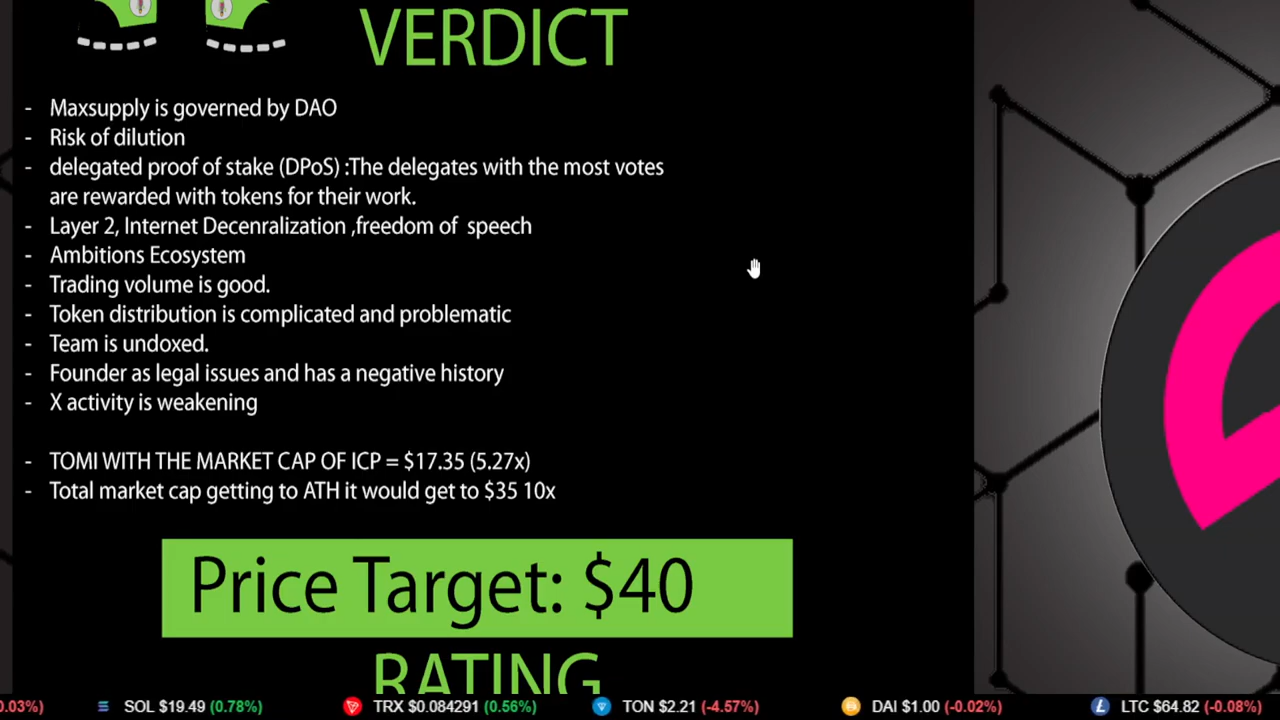 VERDICT
- Maxsupply is governed by DAO
- Risk of dilution
- delegated proof of stake (DPoS) :The delegates with the most votes
are rewarded with tokens for their work.
- Layer 2, Internet Decenralization ,freedom of speech
- Ambitions Ecosystem
- Trading volume is good.
- Token distribution is complicated and problematic
- Team is undoxed.
- Founder as legal issues and has a negative history
- X activity is weakening
- TOMI WITH THE MARKET CAP OF ICP = $17.35 (5.27x)
- Total market cap getting to ATH it would get to $35 10x
Price Target: $40
RATING
0.03%) SOL $19.49 (0.78%) TRX $0.084291 (0.56%) TON $2.21 (-4.57%) DAI $1.00 (-0.02%) LTC $64.82 (-0.08%)